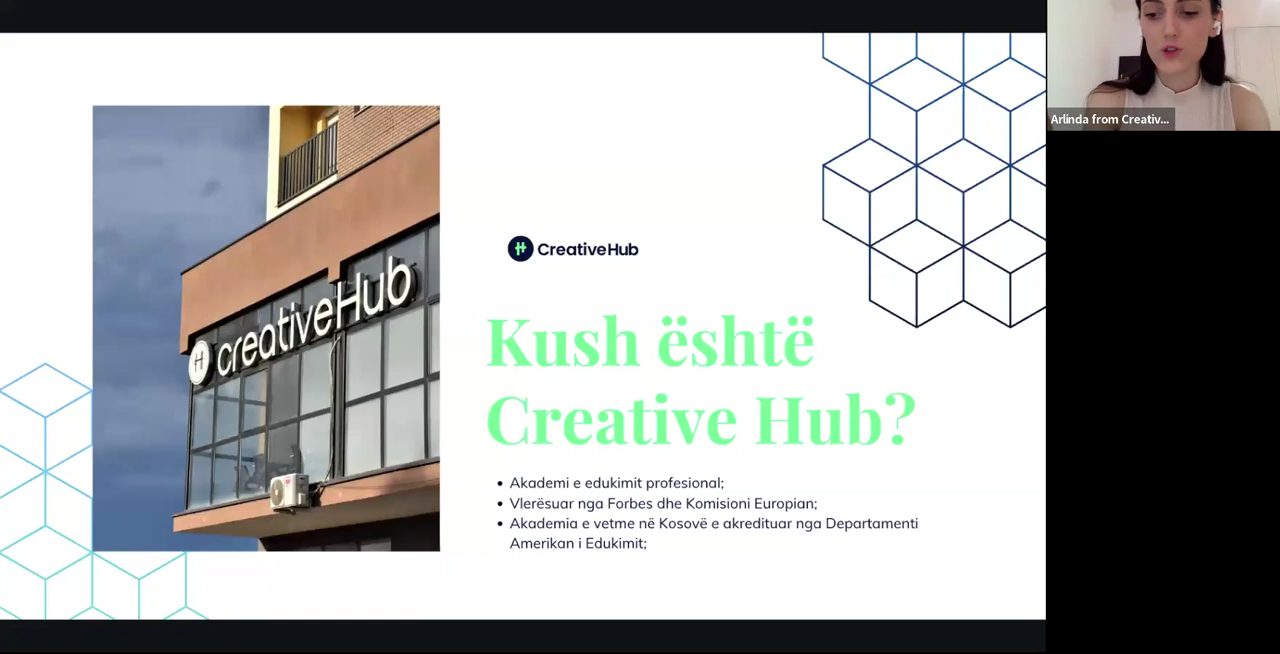 Arlinda from Creativ...
creativeHub
CreativeHub
Kush është
Creative Hub?
Akademi e edukimit profesional;
Vlerësuar nga Forbes dhe Komisioni Europian;
Akademia e vetme në Kosovë e akredituar nga Departamenti
Amerikan i Edukimit;